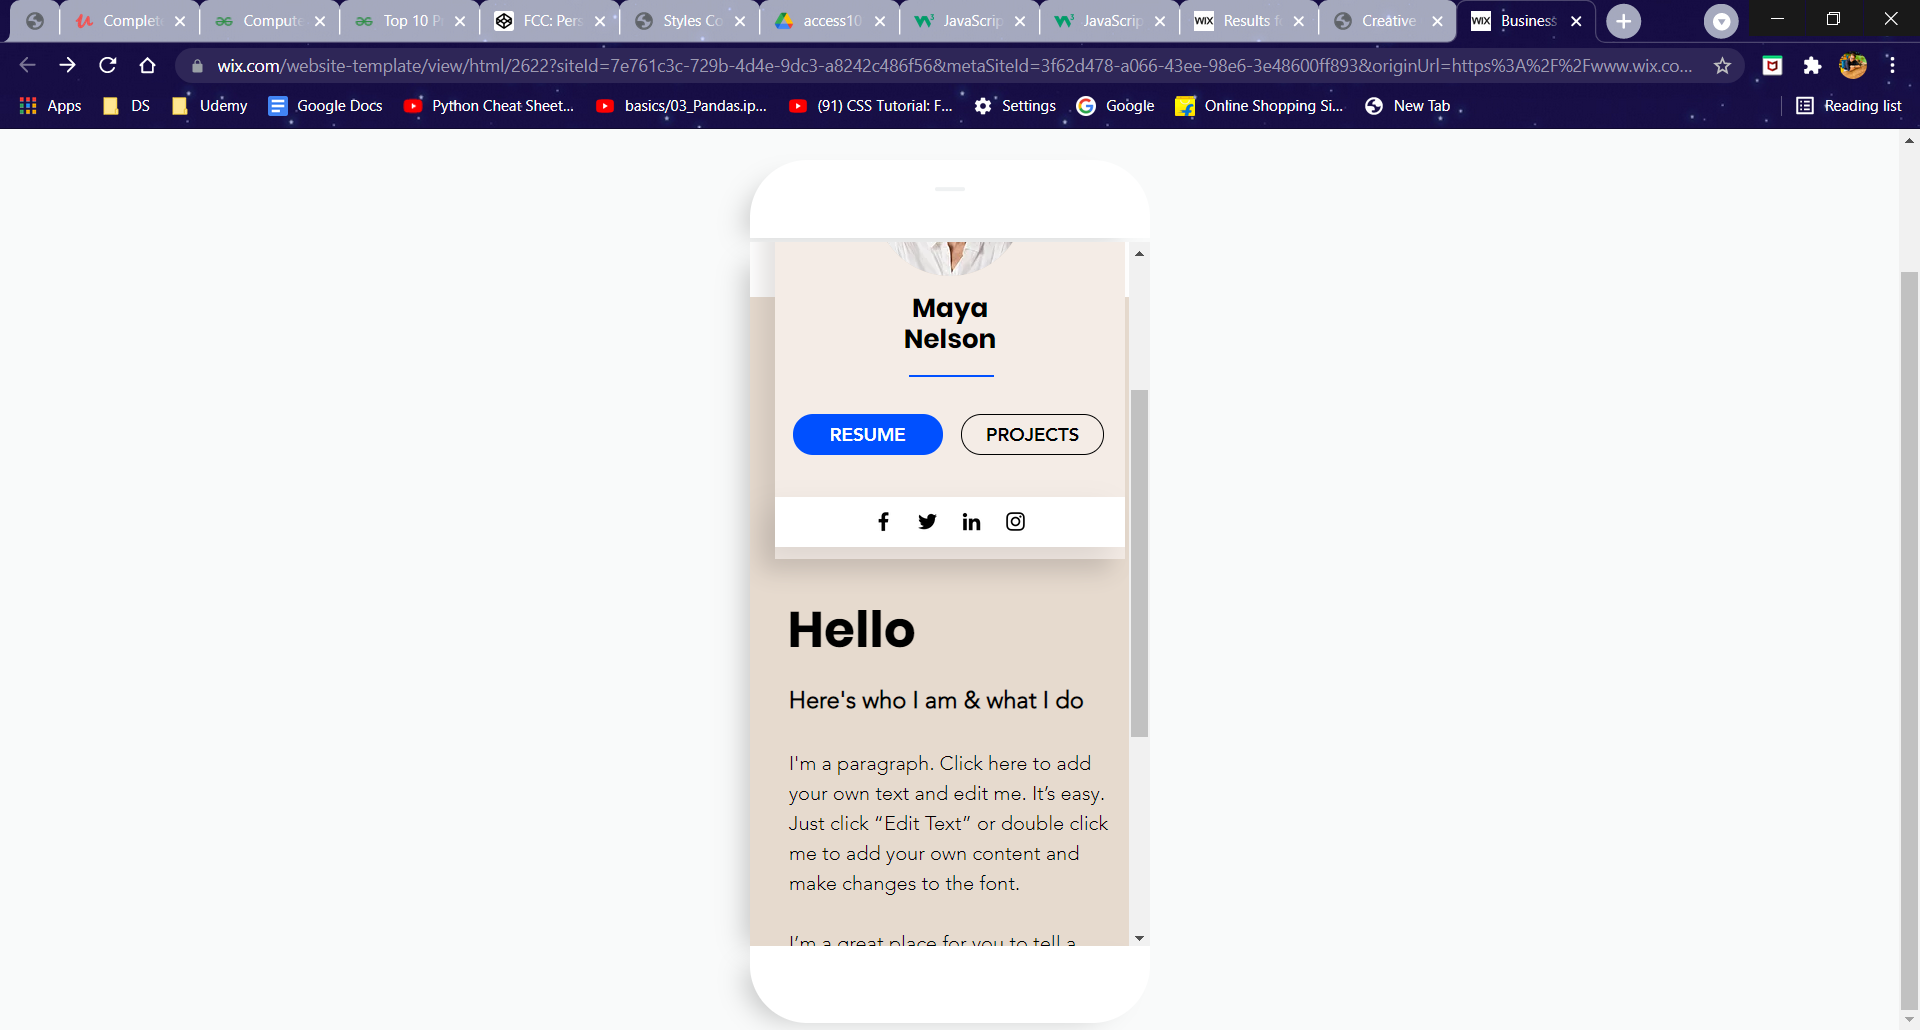 Complet
Compute
Top 10 P
FCC: Pers
Styles Co
access10
JavaScrip
JavaScrip
WIX Results f
Creative
WIX Business
wix.com/website-template/view/html/2622?siteId=7e761c3c-729b-4d4e-9dc3-a8242c486f56&metaSiteId=3f62d478-a066-43ee-98e6-3e48600ff893&originUrl=https%3A%2F%2Fwww.wix.co...
Apps DS Udemy Google Docs Python Cheat Sheet... basics/03_Pandas.ip... (91) CSS Tutorial: F... Settings Google Online Shopping Si... New Tab Reading list
Maya
Nelson
RESUME PROJECTS
Hello
Here's who I am & what I do
I'm a paragraph. Click here to add
your own text and edit me. It’s easy.
Just click “Edit Text” or double click
me to add your own content and
make changes to the font.
I’m a great place for you to tell a